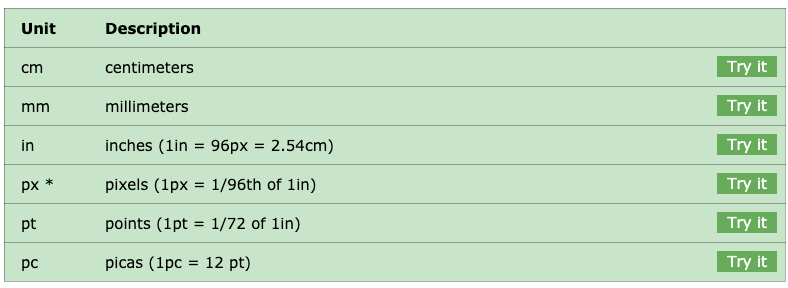 Unit Description
cm centimeters Try it
mm millimeters Try it
in inches (1in = 96px = 2.54cm) Try it
px * pixels (1px = 1/96th of 1in) Try it
pt points (1pt = 1/72 of 1in) Try it
pc picas (1pc = 12 pt) Try it